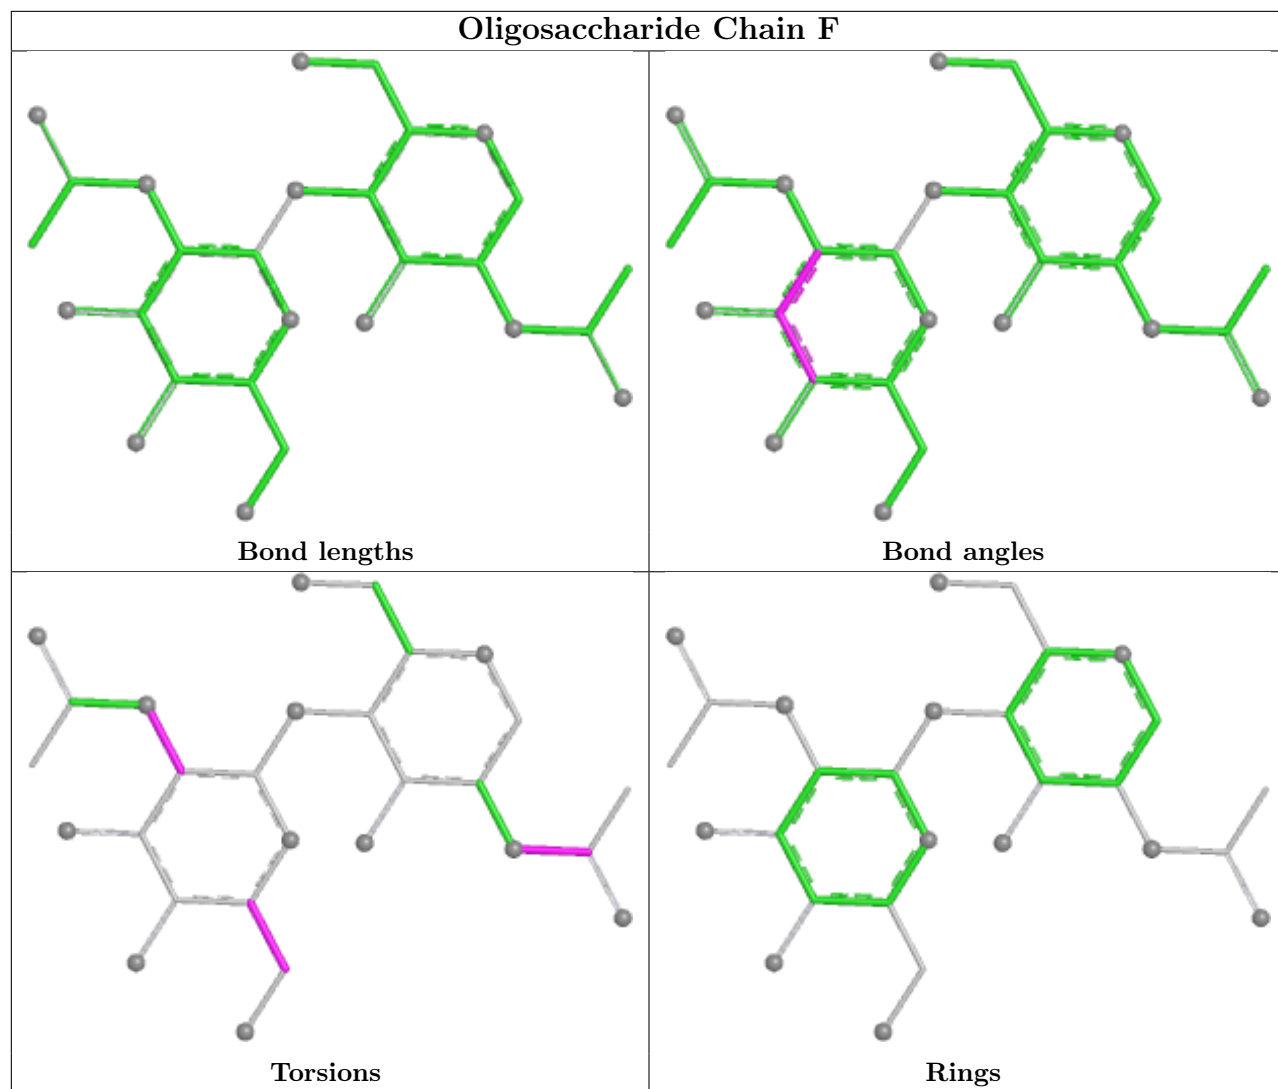 Oligosaccharide Chain F
Bond lengths
Bond angles
Torsions
Rings